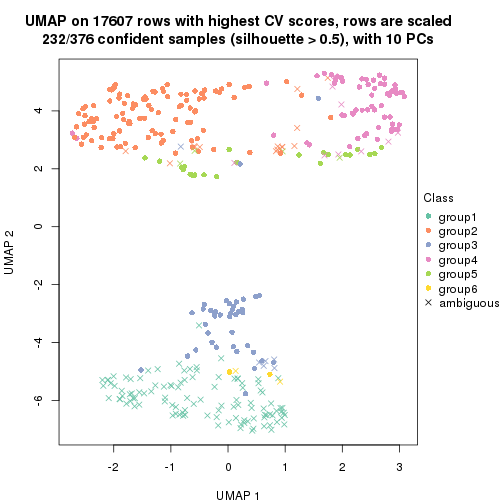 UMAP on 17607 rows with highest CV scores, rows are scaled
232/376 confident samples (silhouette > 0.5), with 10 PCs
4
2
0
-2
-4
-6
UMAP 2
-2
-1
0
1
2
3
UMAP 1
Class
group1
group2
group3
group4
group5
group6
ambiguous